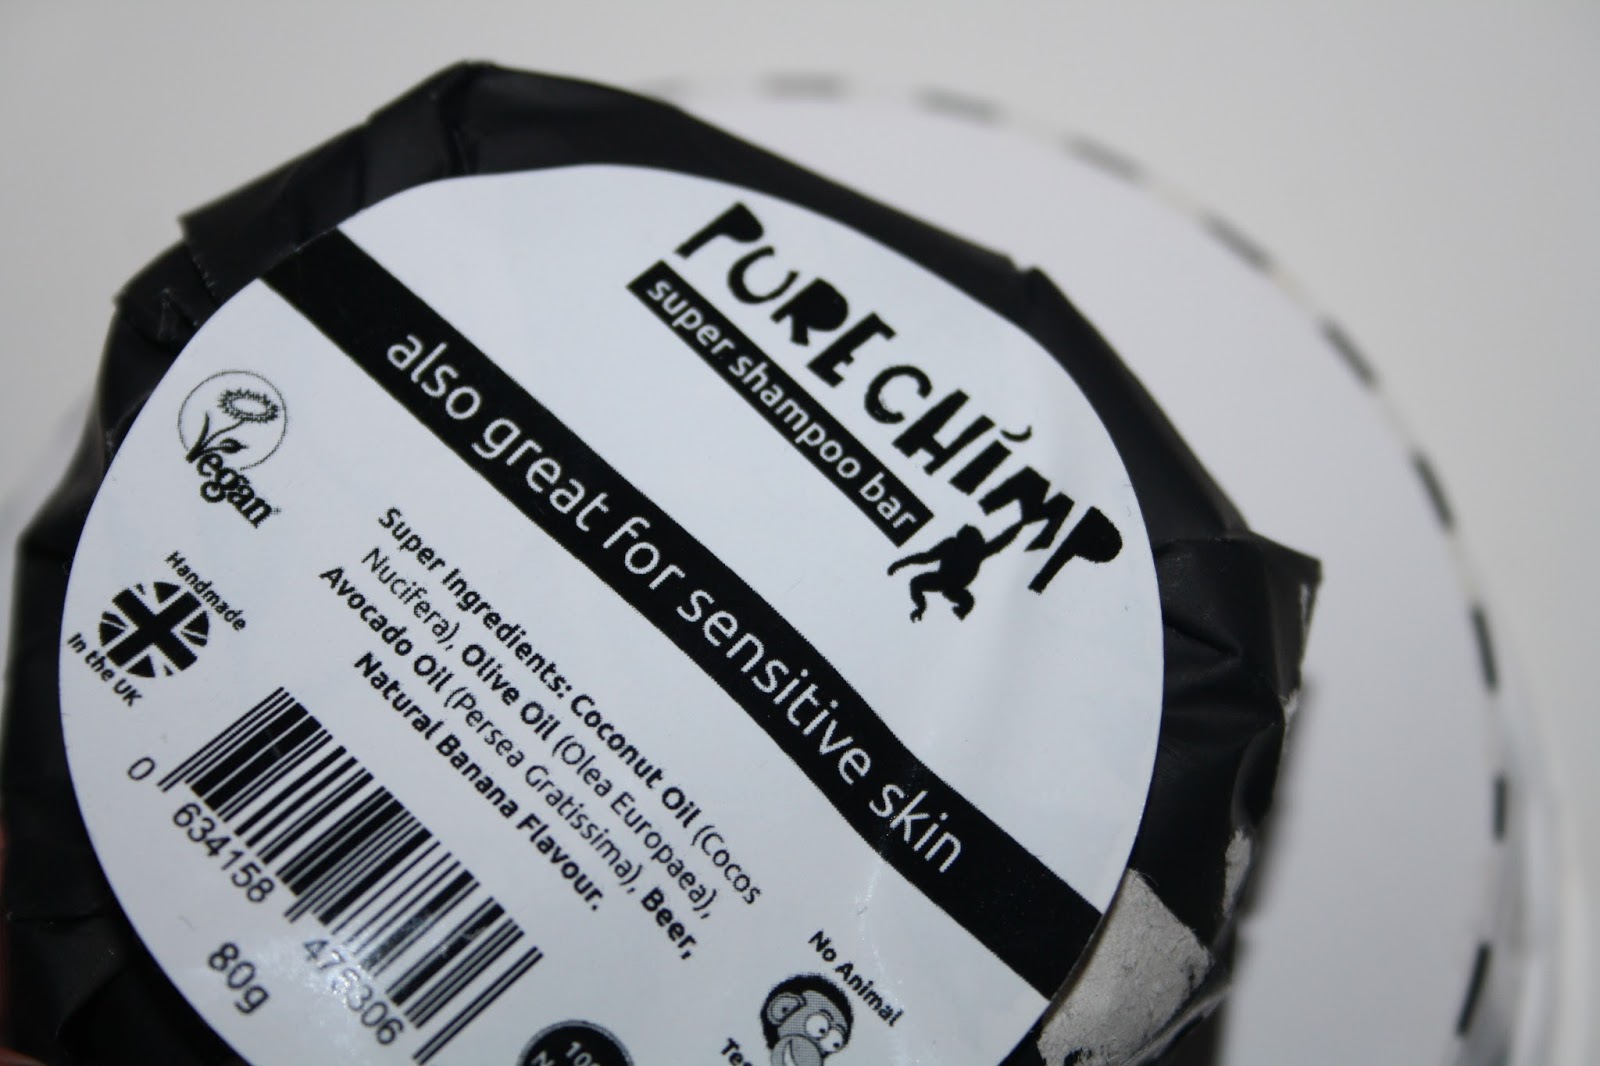 PURE CHIMP
super shampoo bar
also great for sensitive skin
Vegan
Handmade
In the UK
Super Ingredients: Coconut Oil (Cocos
Nucifera), Olive Oil (Olea Europaea),
Avocado Oil (Persea Gratissima), Beer,
Natural Banana Flavour.
0 634158 476306
80g
No Animal